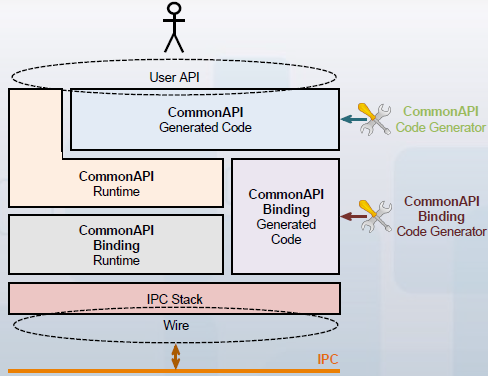 User API
CommonAPI
Generated Code
CommonAPI
Code Generator
CommonAPI
Runtime
CommonAPI
Binding
Generated
Code
CommonAPI
Binding
Code Generator
CommonAPI
Binding
Runtime
IPC Stack
Wire
IPC